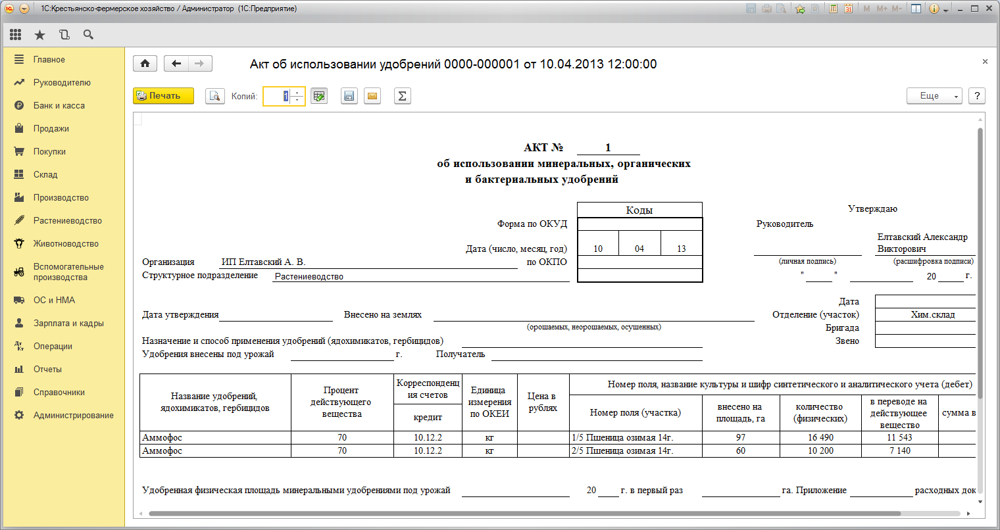 1С:Крестьянско-фермерское хозяйство / Администратор (1С:Предприятие)
M M+ M-
Главное
Руководителю
Банк и касса
Продажи
Покупки
Склад
Производство
Растениеводство
Животноводство
Вспомогательные
производства
ОС и НМА
Зарплата и кадры
Операции
Отчеты
Справочники
Администрирование
Акт об использовании удобрений 0000-000001 от 10.04.2013 12:00:00
Печать
Копий: 1
Σ
Еще
?
АКТ № 1
об использовании минеральных, органических
и бактериальных удобрений
Коды
Утверждаю
Форма по ОКУД
Руководитель
Дата (число, месяц, год) 10 04 13
Елтавский Александр
Викторович
Организация ИП Елтавский А. В. по ОКПО
(личная подпись) (расшифровка подписи)
Структурное подразделение Растениеводство
" " 20 г.
Дата
Дата утверждения Внесено на землях
Отделение (участок) Хим.склад
(орошаемых, неорошаемых, осушенных)
Бригада
Назначение и способ применения удобрений (ядохимикатов, гербицидов)
Звено
Удобрения внесены под урожай г. Получатель
Название удобрений,
ядохимикатов, гербицидов
Процент
действующего
вещества
Корреспонденц
ия счетов
кредит
Единица
измерения
по ОКЕИ
Цена в
рублях
Номер поля, название культуры и шифр синтетического и аналитического учета (дебет)
Номер поля (участка)
внесено на
площадь, га
количество
(физических)
в переводе на
действующее
вещество
сумма в
Аммофос 70 10.12.2 кг 1/5 Пшеница озимая 14г. 97 16 490 11 543
Аммофос 70 10.12.2 кг 2/5 Пшеница озимая 14г. 60 10 200 7 140
Удобренная физическая площадь минеральными удобрениями под урожай 20 г. в первый раз га. Приложение расходных док